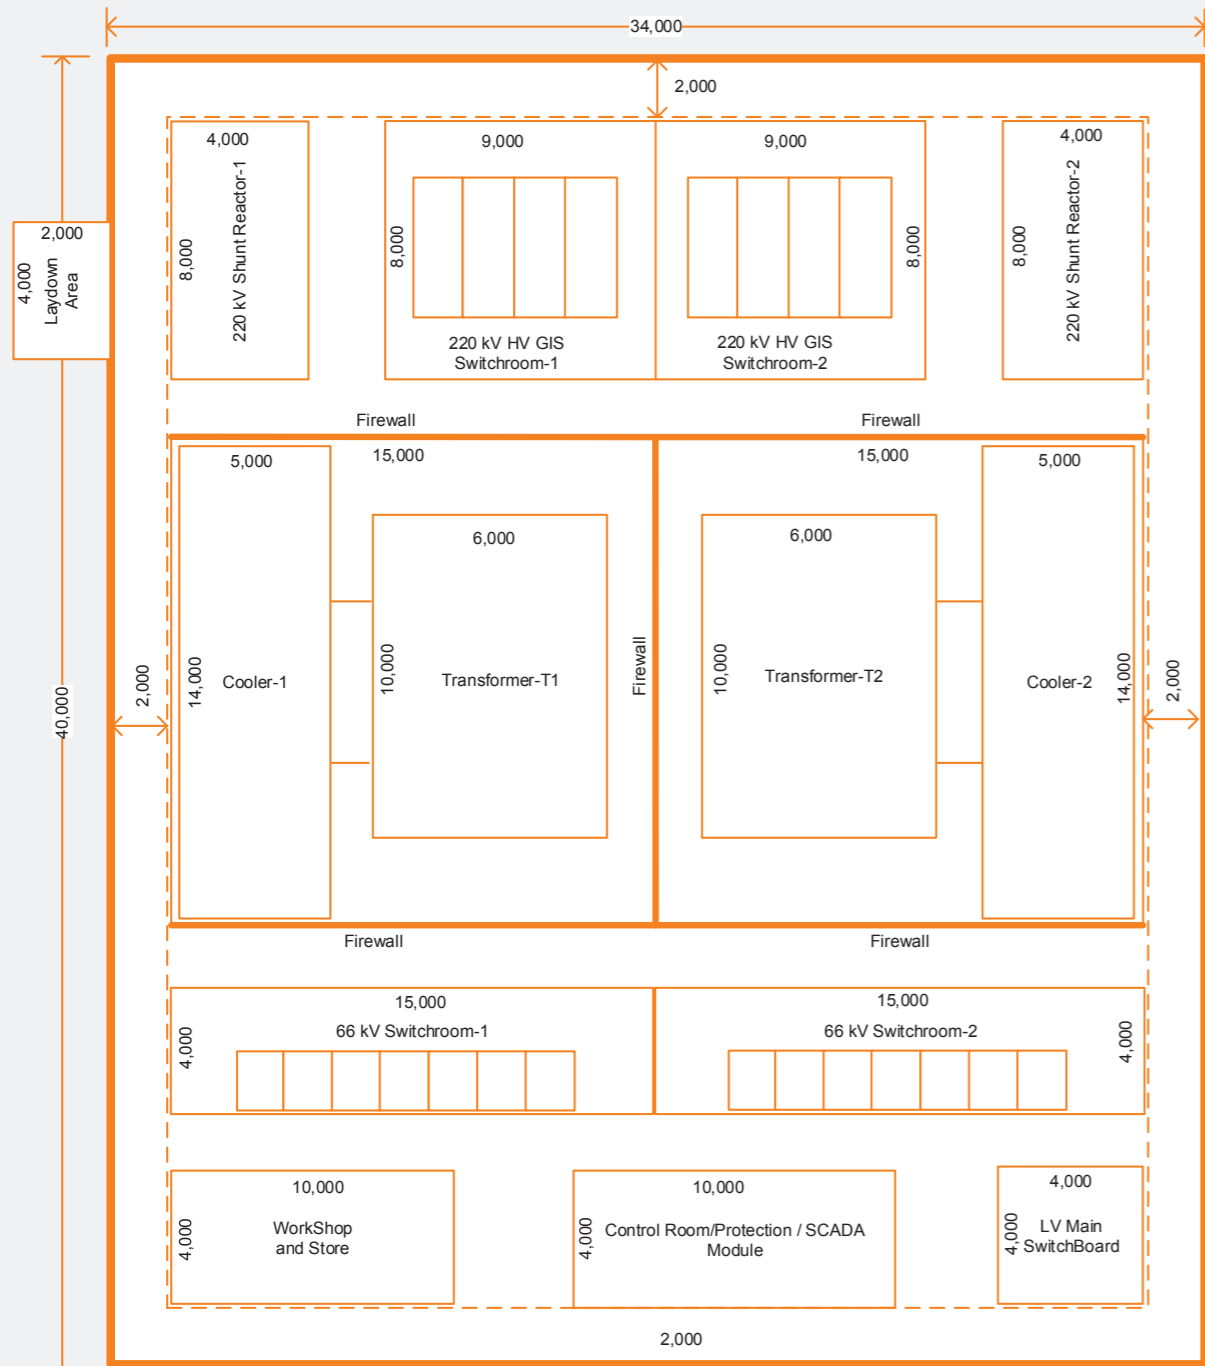 34,000
2,000
4,000
9,000
9,000
4,000
220 kV Shunt Reactor-1
8,000
8,000
8,000
8,000
220 kV Shunt Reactor-2
2,000
4,000
Laydown
Area
220 kV HV GIS
Switchroom-1
220 kV HV GIS
Switchroom-2
Firewall
Firewall
5,000
15,000
15,000
5,000
6,000
6,000
40,000
2,000
14,000
Cooler-1
10,000
Transformer-T1
Firewall
10,000
Transformer-T2
Cooler-2
14,000
2,000
Firewall
Firewall
15,000
15,000
4,000
66 kV Switchroom-1
66 kV Switchroom-2
4,000
10,000
10,000
4,000
4,000
WorkShop
and Store
4,000
Control Room/Protection / SCADA
Module
4,000
LV Main
SwitchBoard
2,000